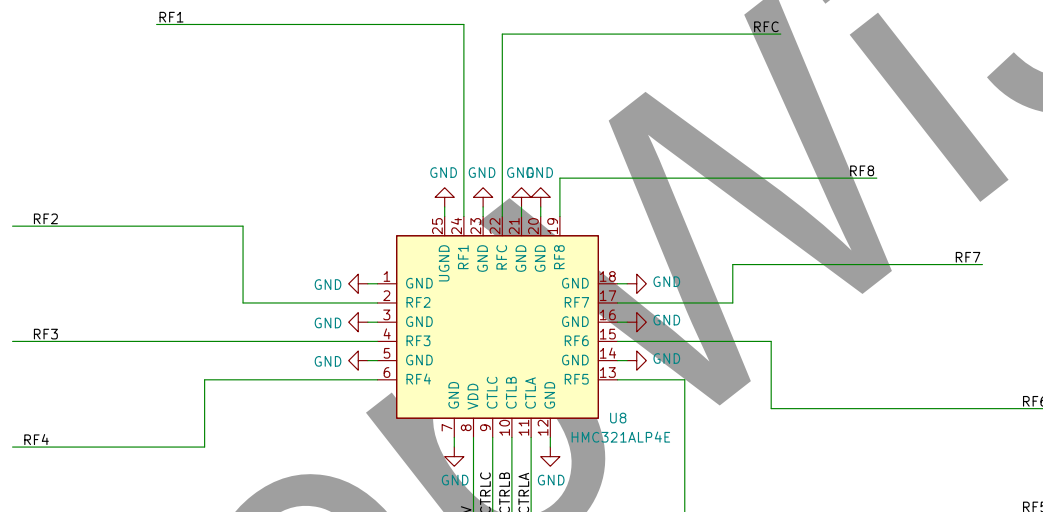 RF1
RFC
GND GND GND GND
RF8
25 24 23 22 21 20 19
RF2
UGND RF1 GND RFC GND GND RF8
RF7
GND 1 GND GND 18 GND
2 RF2 RF7 17
GND 3 GND GND 16 GND
RF3 4 RF3 RF6 15
GND 5 GND GND 14 GND
6 RF4 RF5 13
GND VDD CTLC CTLB CTLA GND
RF6
7 8 9 10 11 12
U8
HMC321ALP4E
RF4
GND GND
V CTRLC CTRLB CTRLA
RF5